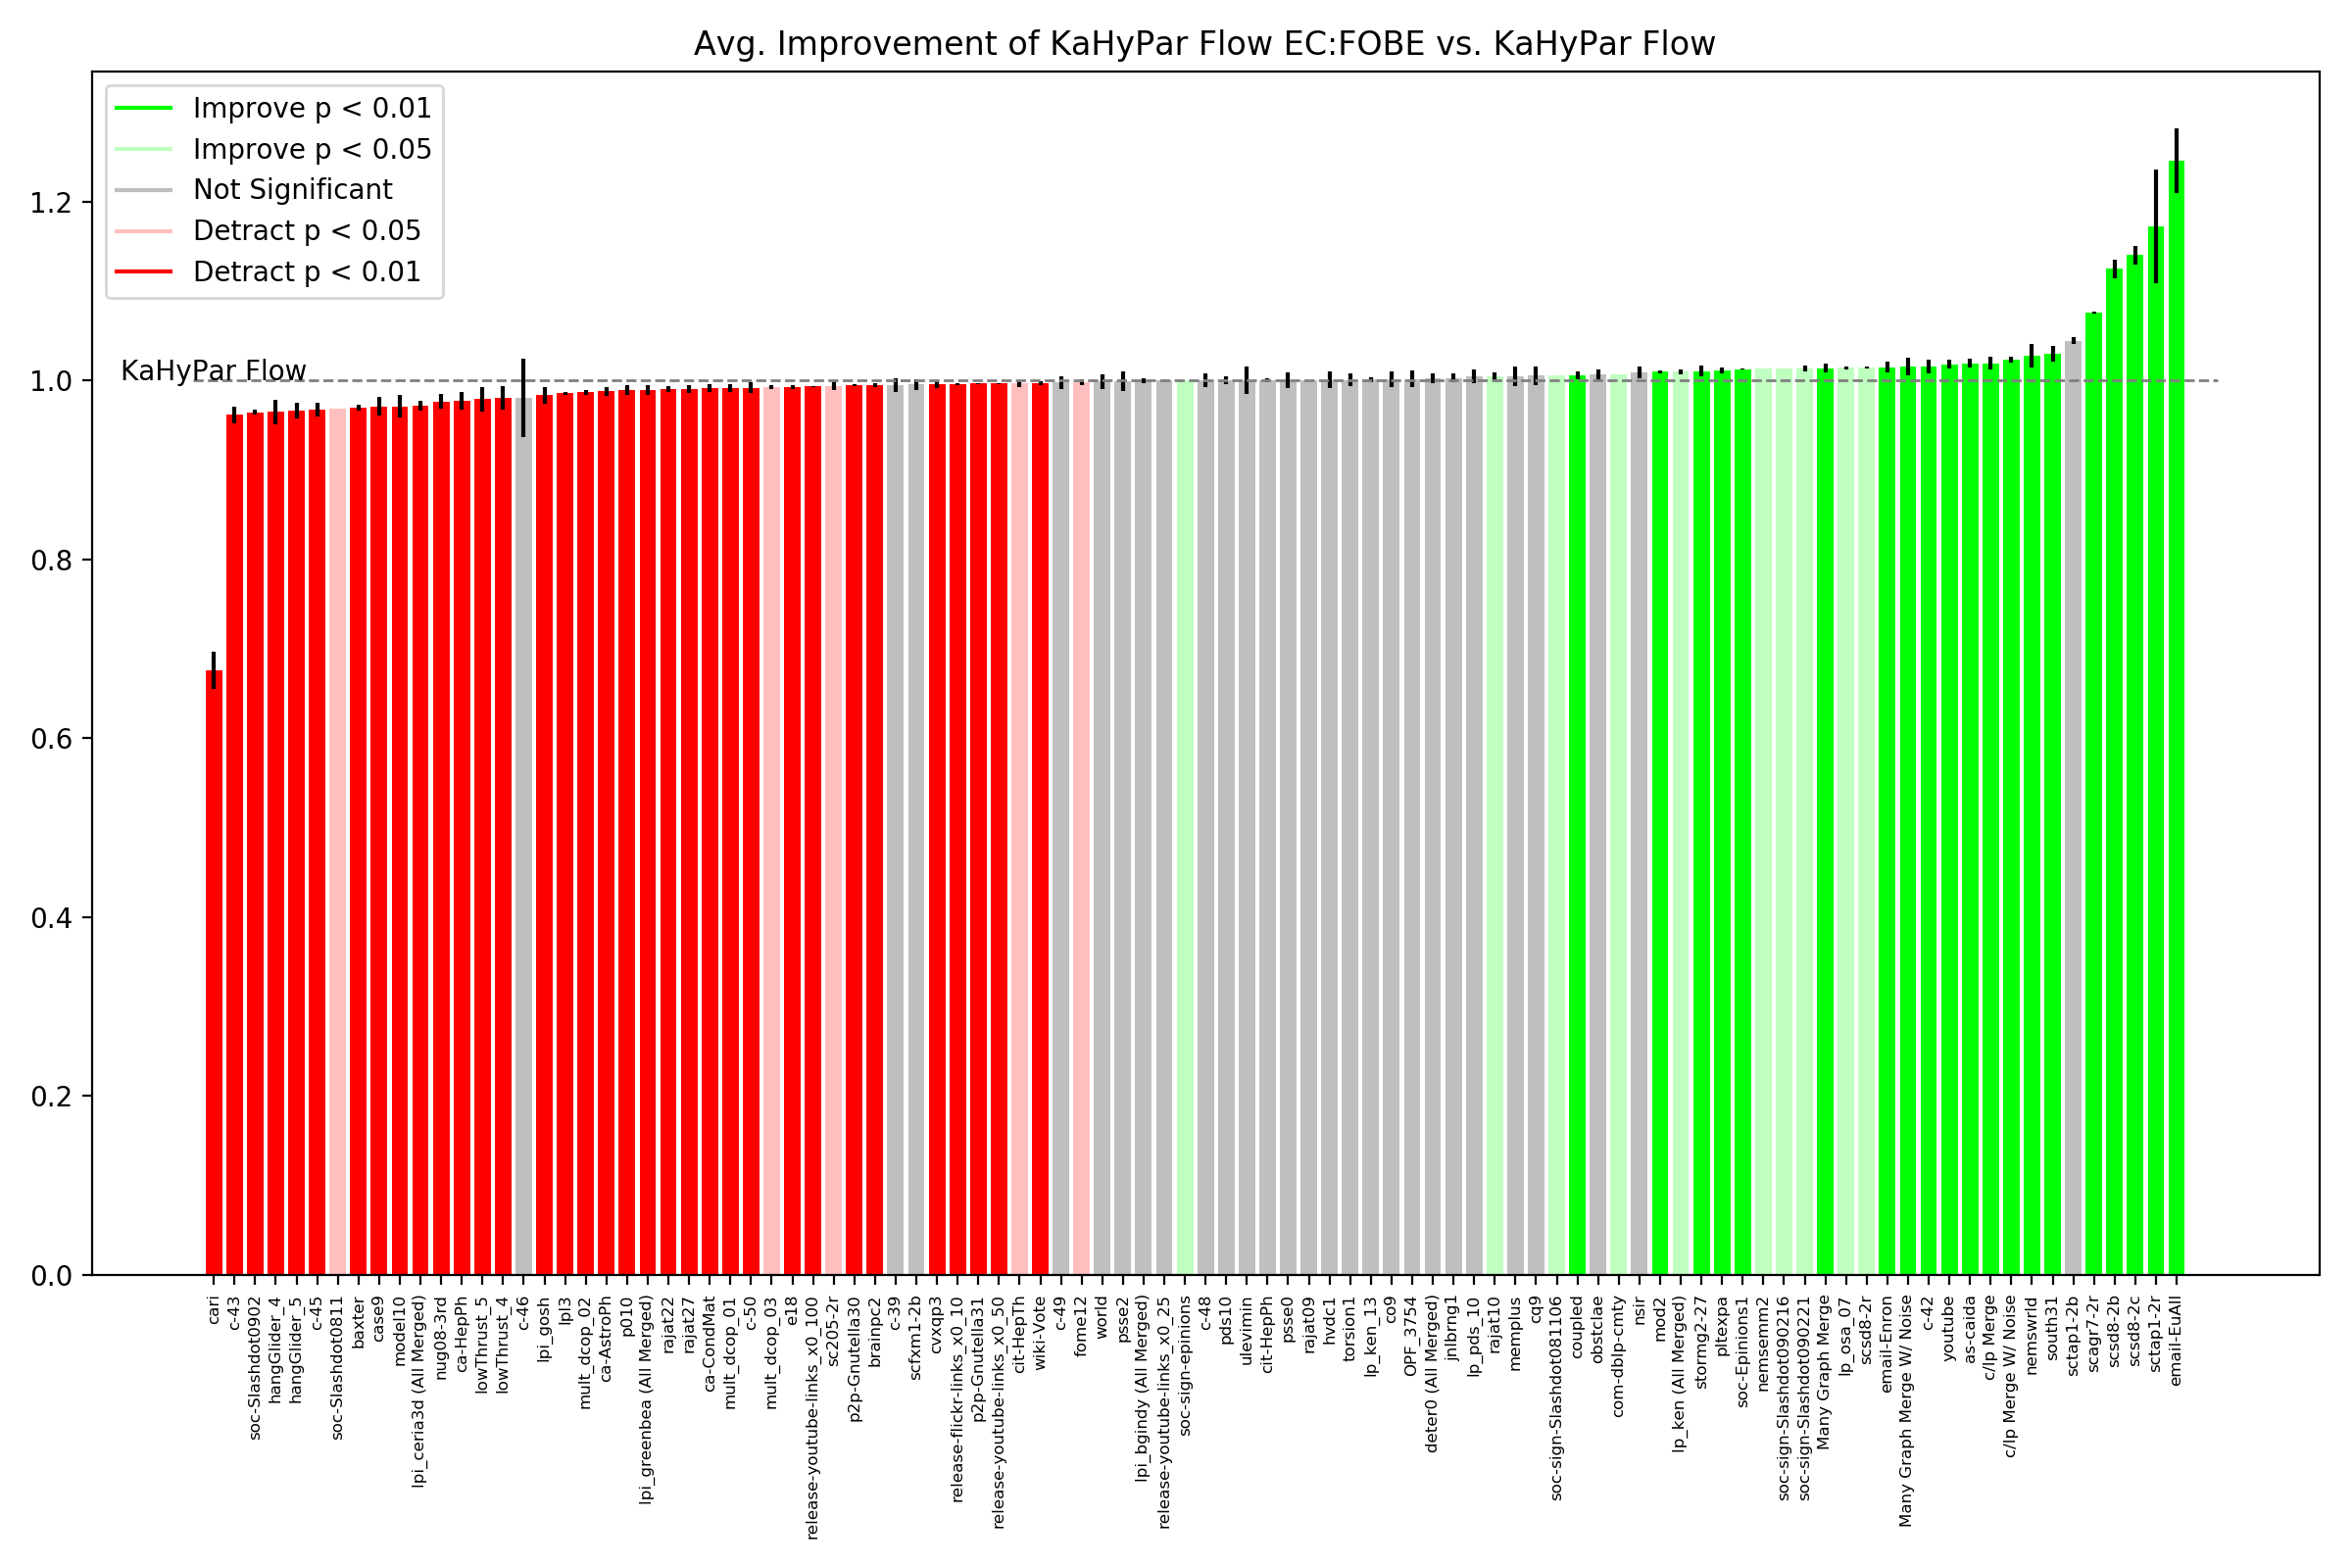 Avg. Improvement of KaHyPar Flow EC:FOBE vs. KaHyPar Flow
Improve p < 0.01
Improve p < 0.05
Not Significant
Detract p < 0.05
Detract p < 0.01
1.2
KaHyPar Flow
1.0
0.8
0.6
0.4
0.2
0.0
cari
c-43
soc-Slashdot0902
hangGlider_4
hangGlider_5
c-45
soc-Slashdot0811
baxter
case9
model10
lpi_ceria3d (All Merged)
nug08-3rd
ca-HepPh
lowThrust_5
lowThrust_4
c-46
lpi_gosh
lpl3
mult_dcop_02
ca-AstroPh
p010
lpi_greenbea (All Merged)
rajat22
rajat27
ca-CondMat
mult_dcop_01
c-50
mult_dcop_03
e18
release-youtube-links_x0_100
sc205-2r
p2p-Gnutella30
brainpc2
c-39
scfxm1-2b
cvxqp3
release-flickr-links_x0_10
p2p-Gnutella31
release-youtube-links_x0_50
cit-HepTh
wiki-Vote
c-49
fome12
world
psse2
lpi_bgindy (All Merged)
release-youtube-links_x0_25
soc-sign-epinions
c-48
pds10
ulevimin
cit-HepPh
psse0
rajat09
hvdc1
torsion1
lp_ken_13
co9
OPF_3754
deter0 (All Merged)
jnlbrng1
lp_pds_10
rajat10
memplus
cq9
soc-sign-Slashdot081106
coupled
obstclae
com-dblp-cmty
nsir
mod2
lp_ken (All Merged)
stormg2-27
pltexpa
soc-Epinions1
nemsemm2
soc-sign-Slashdot090216
soc-sign-Slashdot090221
Many Graph Merge
lp_osa_07
scsd8-2r
email-Enron
Many Graph Merge W/ Noise
c-42
youtube
as-caida
c/lp Merge
c/lp Merge W/ Noise
nemswrld
south31
sctap1-2b
scagr7-2r
scsd8-2b
scsd8-2c
sctap1-2r
email-EuAll